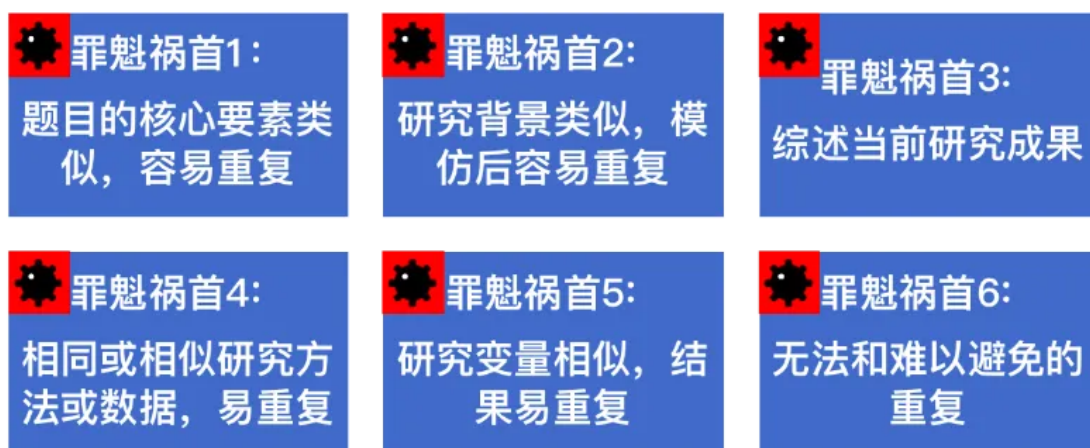 罪魁祸首1：
题目的核心要素类
似，容易重复
罪魁祸首2:
研究背景类似，模
仿后容易重复
罪魁祸首3:
综述当前研究成果
罪魁祸首4:
相同或相似研究方
法或数据，易重复
罪魁祸首5:
研究变量相似，结
果易重复
罪魁祸首6:
无法和难以避免的
重复